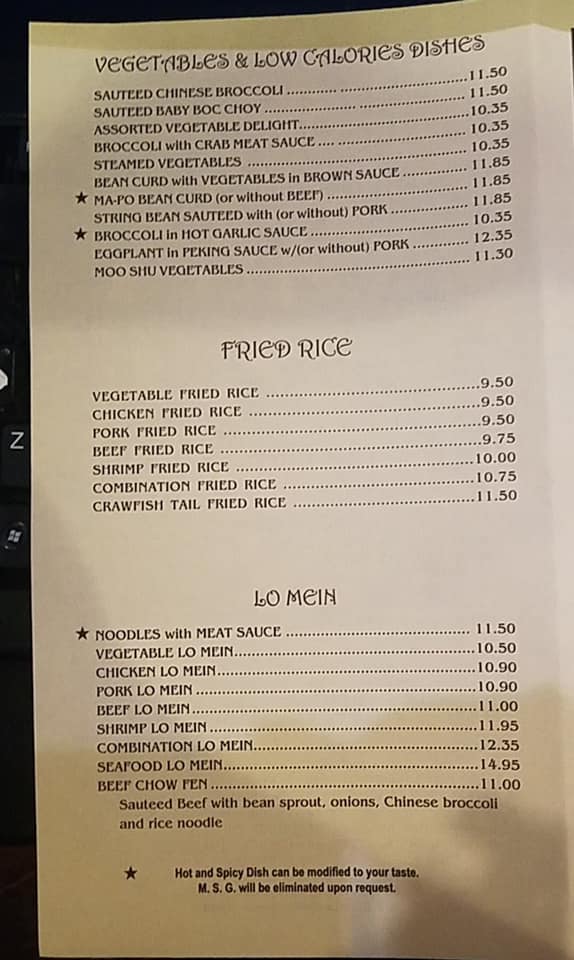 VEGETABLES & LOW CALORIES DISHES
SAUTEED CHINESE BROCCOLI ............ ................................11.50
SAUTEED BABY BOC CHOY ....................... ........................... 11.50
ASSORTED VEGETABLE DELIGHT..........................................10.35
BROCCOLI with CRAB MEAT SAUCE .... ................................ 10.35
STEAMED VEGETABLES ....................................................... 10.35
BEAN CURD with VEGETABLES in BROWN SAUCE ................ 11.85
★ MA-PO BEAN CURD (or without BEEF) ................................... 11.85
STRING BEAN SAUTEED with (or without) PORK .................... 11.85
★ BROCCOLI in HOT GARLIC SAUCE ....................................... 10.35
EGGPLANT in PEKING SAUCE w/(or without) PORK .............. 12.35
MOO SHU VEGETABLES ...................................................... 11.30
FRIED RICE
VEGETABLE FRIED RICE ....................................................9.50
CHICKEN FRIED RICE ........................................................9.50
PORK FRIED RICE ..............................................................9.50
BEEF FRIED RICE ...............................................................9.75
SHRIMP FRIED RICE ..........................................................10.00
COMBINATION FRIED RICE ..............................................10.75
CRAWFISH TAIL FRIED RICE ............................................11.50
LO MEIN
★ NOODLES with MEAT SAUCE ............................................ 11.50
VEGETABLE LO MEIN..........................................................10.50
CHICKEN LO MEIN..............................................................10.90
PORK LO MEIN ...................................................................10.90
BEEF LO MEIN.....................................................................11.00
SHRIMP LO MEIN ................................................................11.95
COMBINATION LO MEIN......................................................12.35
SEAFOOD LO MEIN.............................................................14.95
BEEF CHOW FEN .................................................................11.00
Sauteed Beef with bean sprout, onions, Chinese broccoli
and rice noodle
★ Hot and Spicy Dish can be modified to your taste.
M. S. G. will be eliminated upon request.
Z